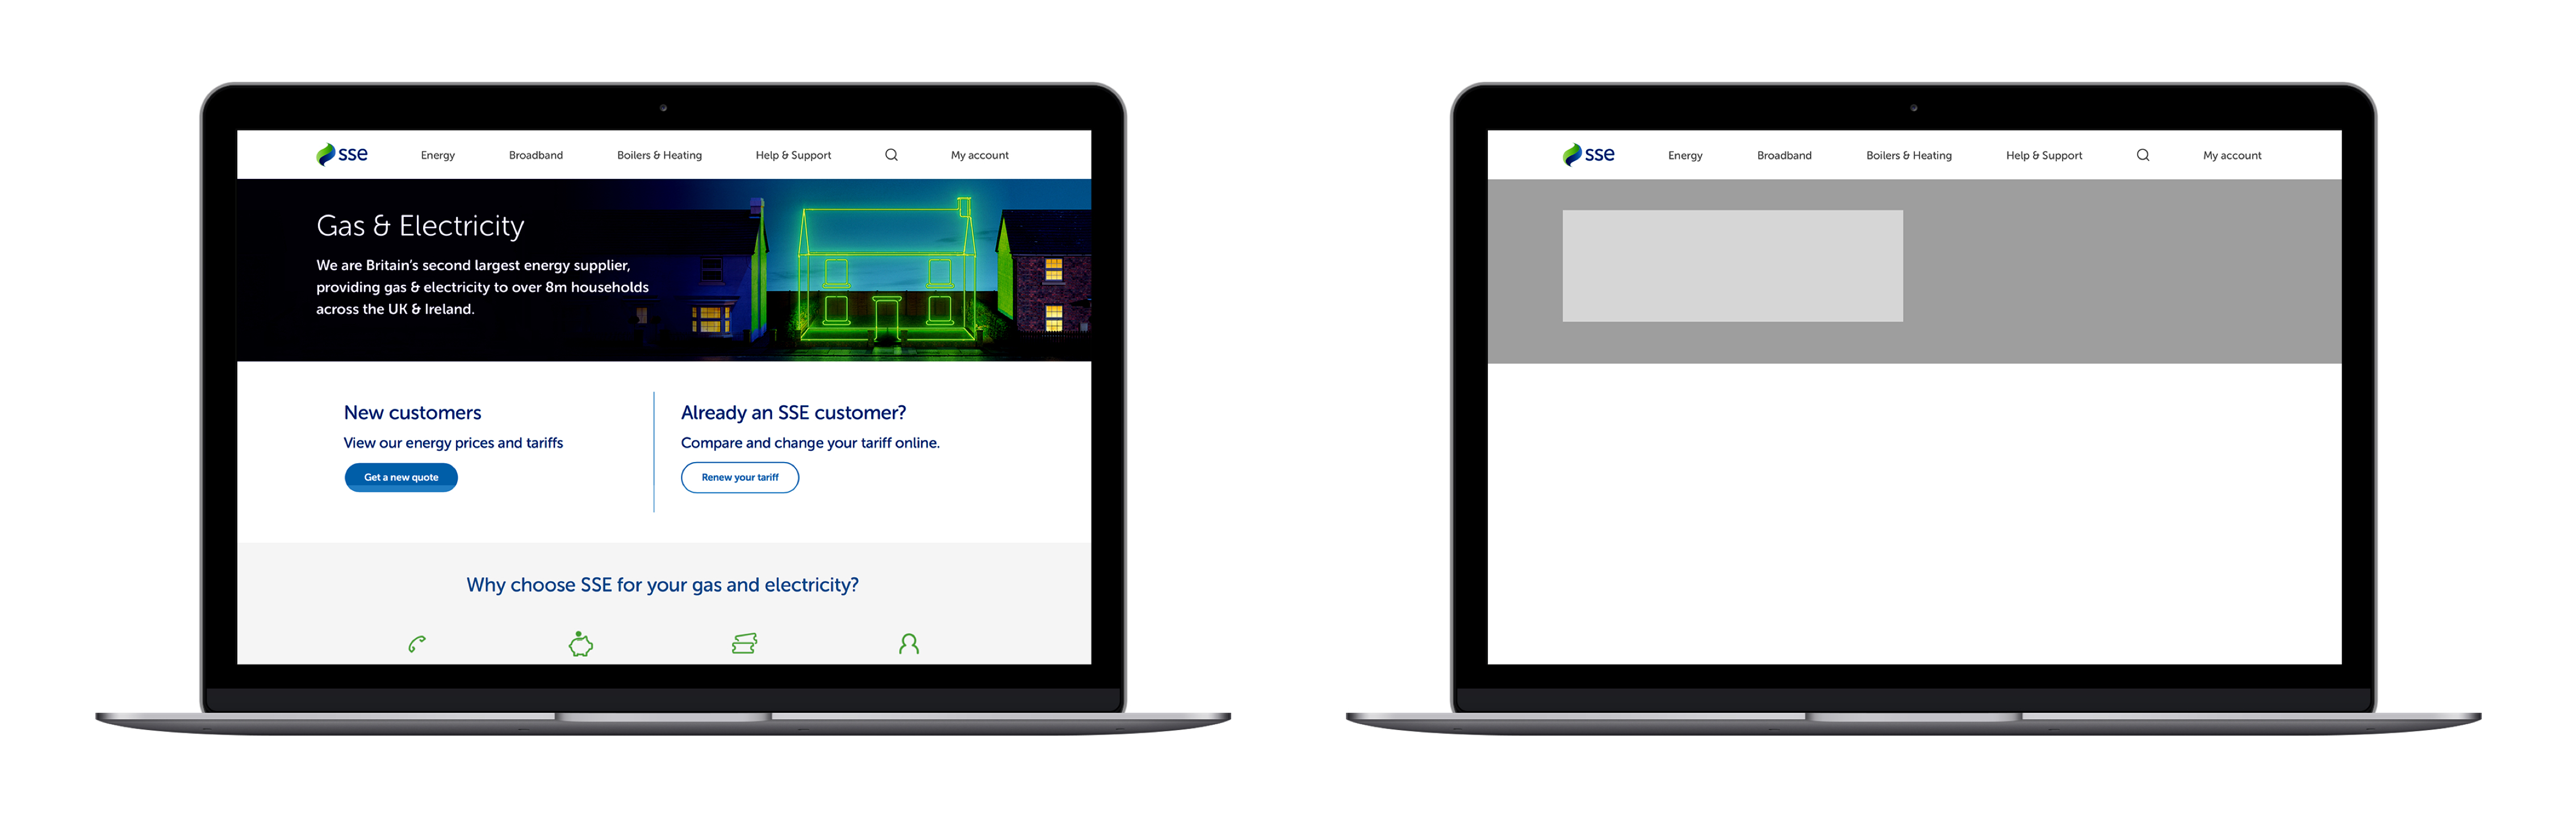 sse Energy Broadband Boilers & Heating Help & Support My account
Gas & Electricity
We are Britain's second largest energy supplier,
providing gas & electricity to over 8m households
across the UK & Ireland.
New customers
View our energy prices and tariffs
Get a new quote
Already an SSE customer?
Compare and change your tariff online.
Renew your tariff
Why choose SSE for your gas and electricity?
sse Energy Broadband Boilers & Heating Help & Support My account